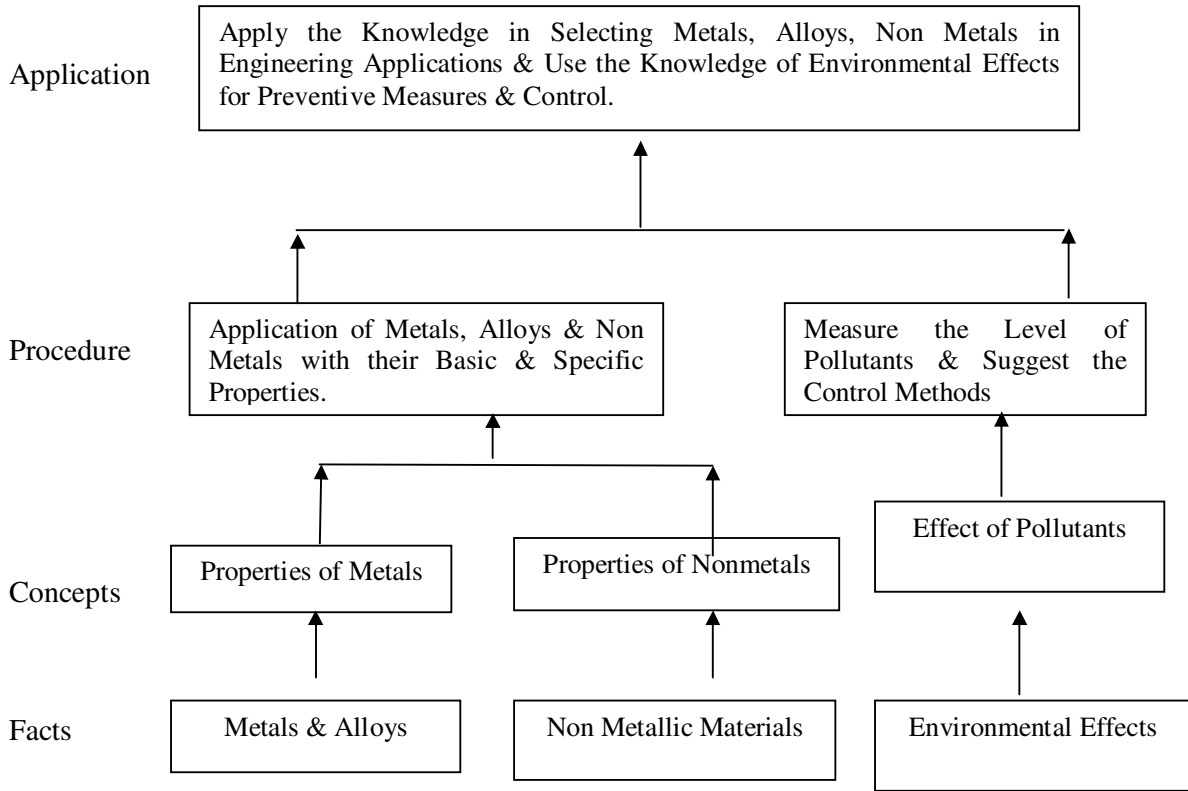 Application
Apply the Knowledge in Selecting Metals, Alloys, Non Metals in
Engineering Applications & Use the Knowledge of Environmental Effects
for Preventive Measures & Control.
Procedure
Application of Metals, Alloys & Non
Metals with their Basic & Specific
Properties.
Measure the Level of
Pollutants & Suggest the
Control Methods
Concepts
Properties of Metals
Properties of Nonmetals
Effect of Pollutants
Facts
Metals & Alloys
Non Metallic Materials
Environmental Effects